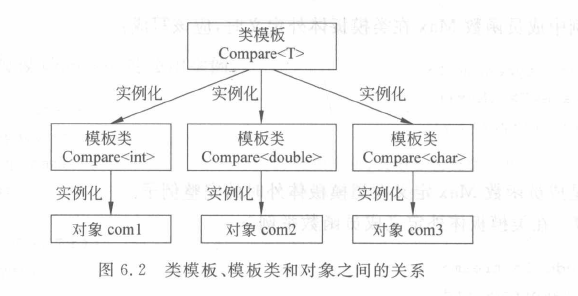 类模板
Compare<T>
实例化 实例化 实例化
模板类 模板类 模板类
Compare<int> Compare<double> Compare<char>
实例化 实例化 实例化
对象 com1 对象 com2 对象 com3
图 6.2 类模板、模板类和对象之间的关系